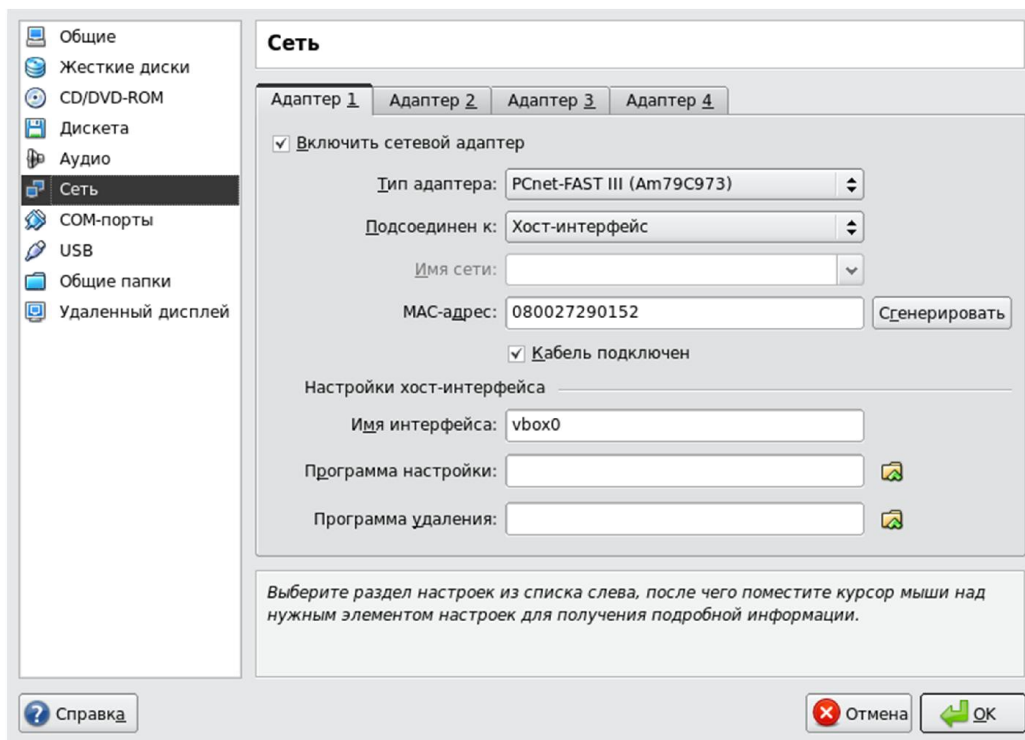 Общие
Жесткие диски
CD/DVD-ROM
Дискета
Аудио
Сеть
COM-порты
USB
Общие папки
Удаленный дисплей
Сеть
Адаптер 1 Адаптер 2 Адаптер 3 Адаптер 4
Включить сетевой адаптер
Тип адаптера: PCnet-FAST III (Am79C973)
Подсоединен к: Хост-интерфейс
Имя сети:
MAC-адрес: 080027290152 Сгенерировать
Кабель подключен
Настройки хост-интерфейса
Имя интерфейса: vbox0
Программа настройки:
Программа удаления:
Выберите раздел настроек из списка слева, после чего поместите курсор мыши над
нужным элементом настроек для получения подробной информации.
Справка Отмена OK